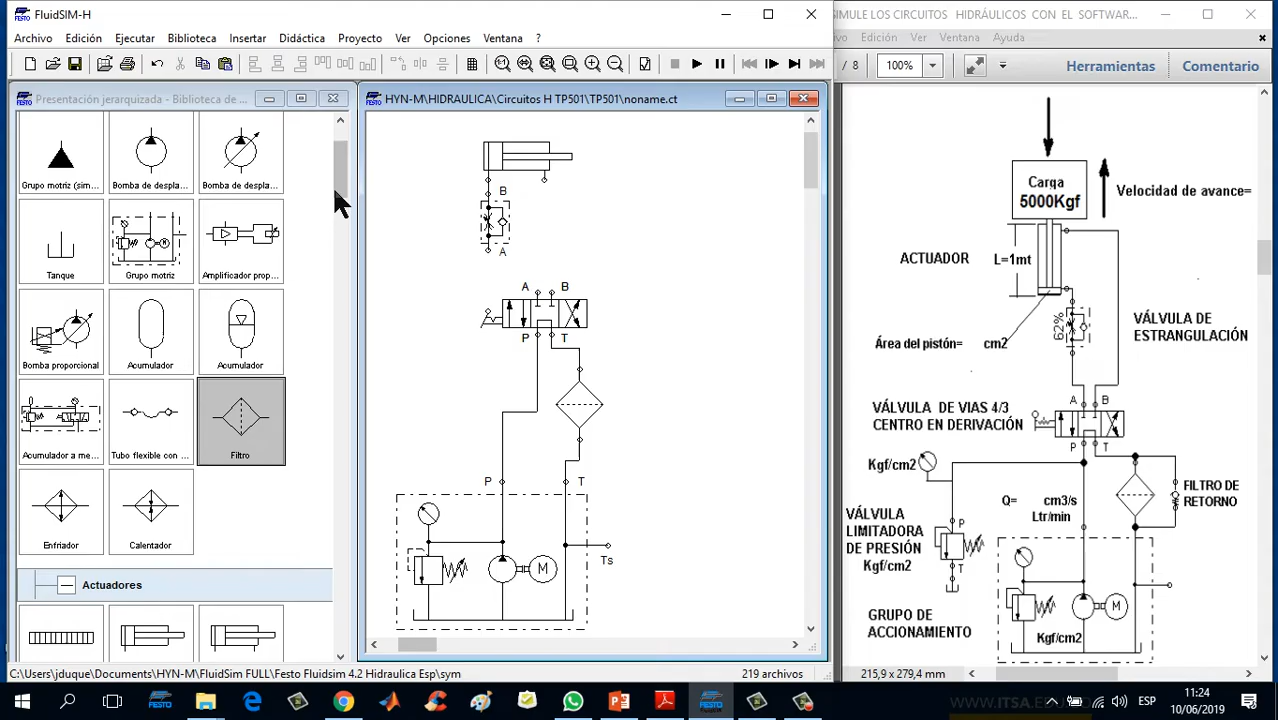 FluidSIM-H
Archivo Edición Ejecutar Biblioteca Insertar Didáctica Proyecto Ver Opciones Ventana ?
Presentación jerarquizada - Biblioteca de
Grupo motriz (sim...
Bomba de despla...
Bomba de despla...
Tanque
Grupo motriz
Amplificador prop...
Bomba proporcional
Acumulador
Acumulador
Acumulador a me...
Tubo flexible con ...
Filtro
Enfriador
Calentador
Actuadores
HYN-M\HIDRAULICA\Circuitos H TP501\TP501\noname.ct
B
A
A B
P T
P T
M
Ts
C:\Users\jduque\Documents\HYN-M\FluidSim FULL\Festo Fluidsim 4.2 Hidraulica Esp\sym
219 archivos
SIMULE LOS CIRCUITOS HIDRÁULICOS CON EL SOFTWAR...
Edición Ver Ventana Ayuda
/ 8 100% Herramientas Comentario
Carga
5000Kgf
Velocidad de avance=
ACTUADOR
L=1mt
62%
VÁLVULA DE
ESTRANGULACIÓN
Área del pistón= cm2
A B
VÁLVULA DE VIAS 4/3
CENTRO EN DERIVACIÓN
P T
Kgf/cm2
FILTRO DE
RETORNO
Q= cm3/s
Ltr/min
VÁLVULA
LIMITADORA
DE PRESIÓN
Kgf/cm2
P
T
GRUPO DE
ACCIONAMIENTO
M
Kgf/cm2
215,9 x 279,4 mm
FESTO
FESTO
ESP
11:24
10/06/2019